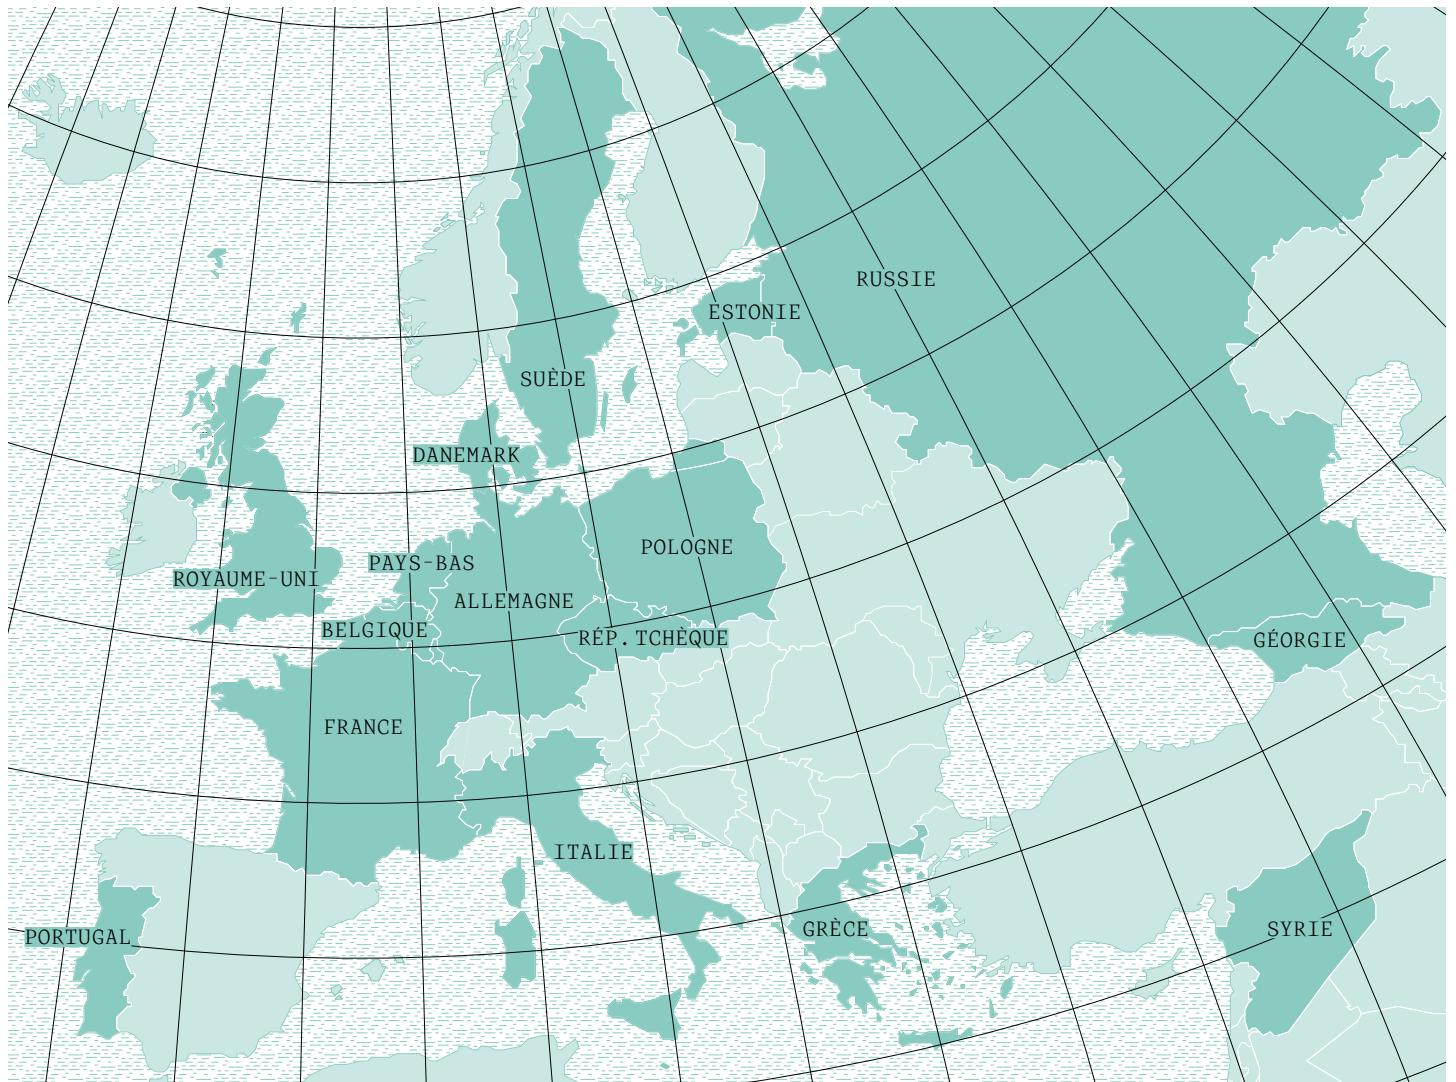 RUSSIE
ESTONIE
SUÈDE
DANEMARK
POLOGNE
PAYS-BAS
ROYAUME-UNI
ALLEMAGNE
BELGIQUE
RÉP. TCHÈQUE
GÉORGIE
FRANCE
ITALIE
GRÈCE
SYRIE
PORTUGAL